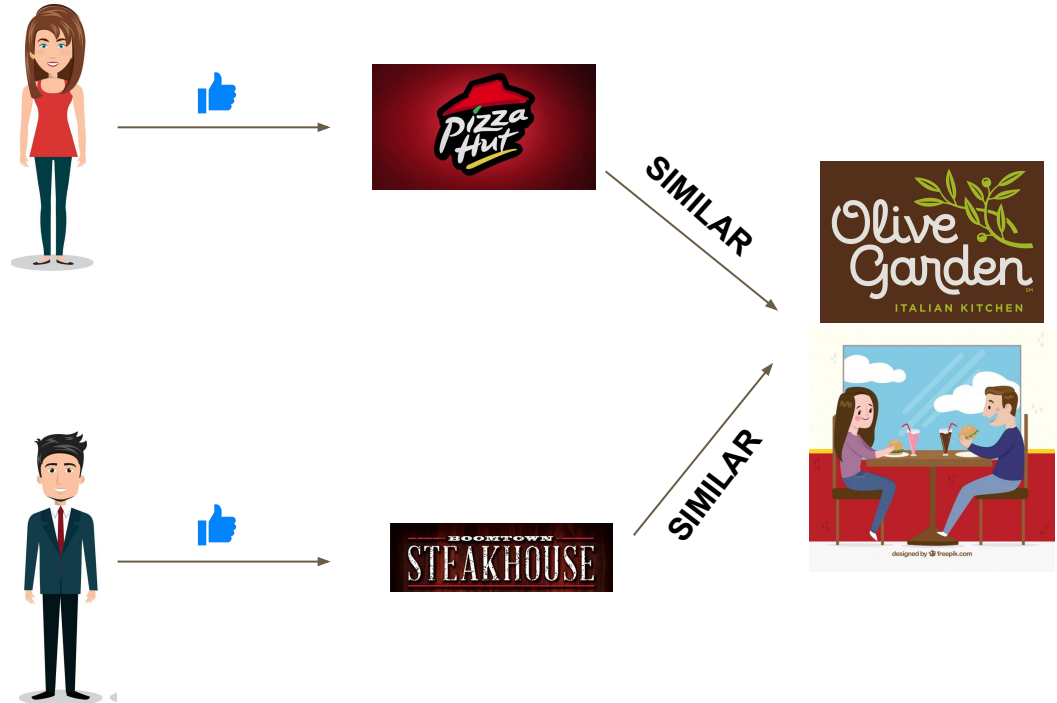 Pizza
Hut
SIMILAR
Olive
Garden
SM
ITALIAN KITCHEN
SIMILAR
BOOMTOWN
STEAKHOUSE
designed by freepik.com